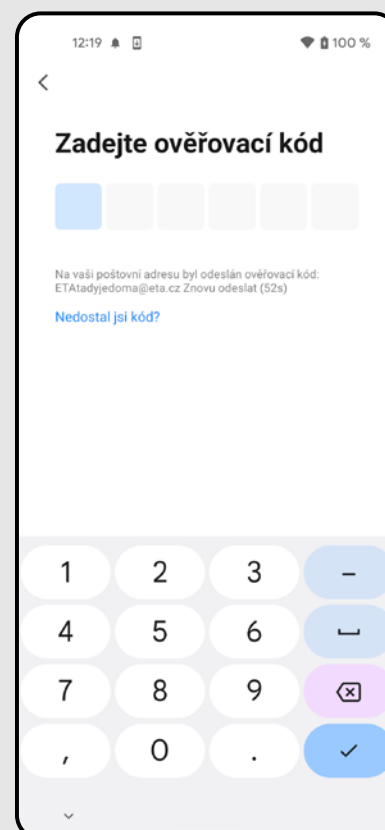 12:19 100 %
Zadejte ověřovací kód
Na vaši poštovní adresu byl odeslán ověřovací kód:
ETAtadyjedoma@eta.cz Znovu odeslat (52s)
Nedostal jsi kód?
1 2 3 –
4 5 6
7 8 9
, 0 .